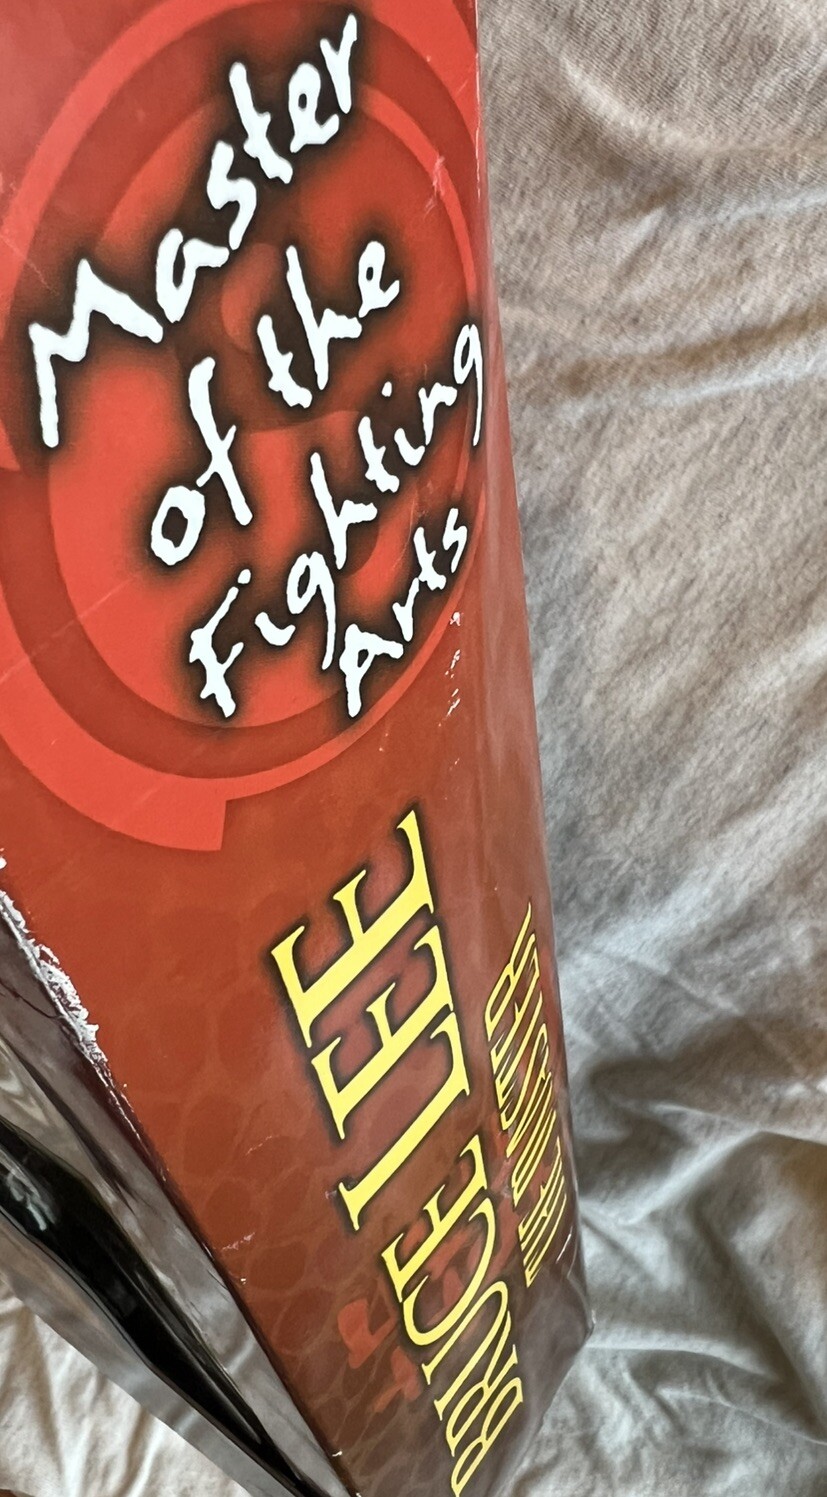 Master
of the
Fighting
Arts
BRUCE LEE